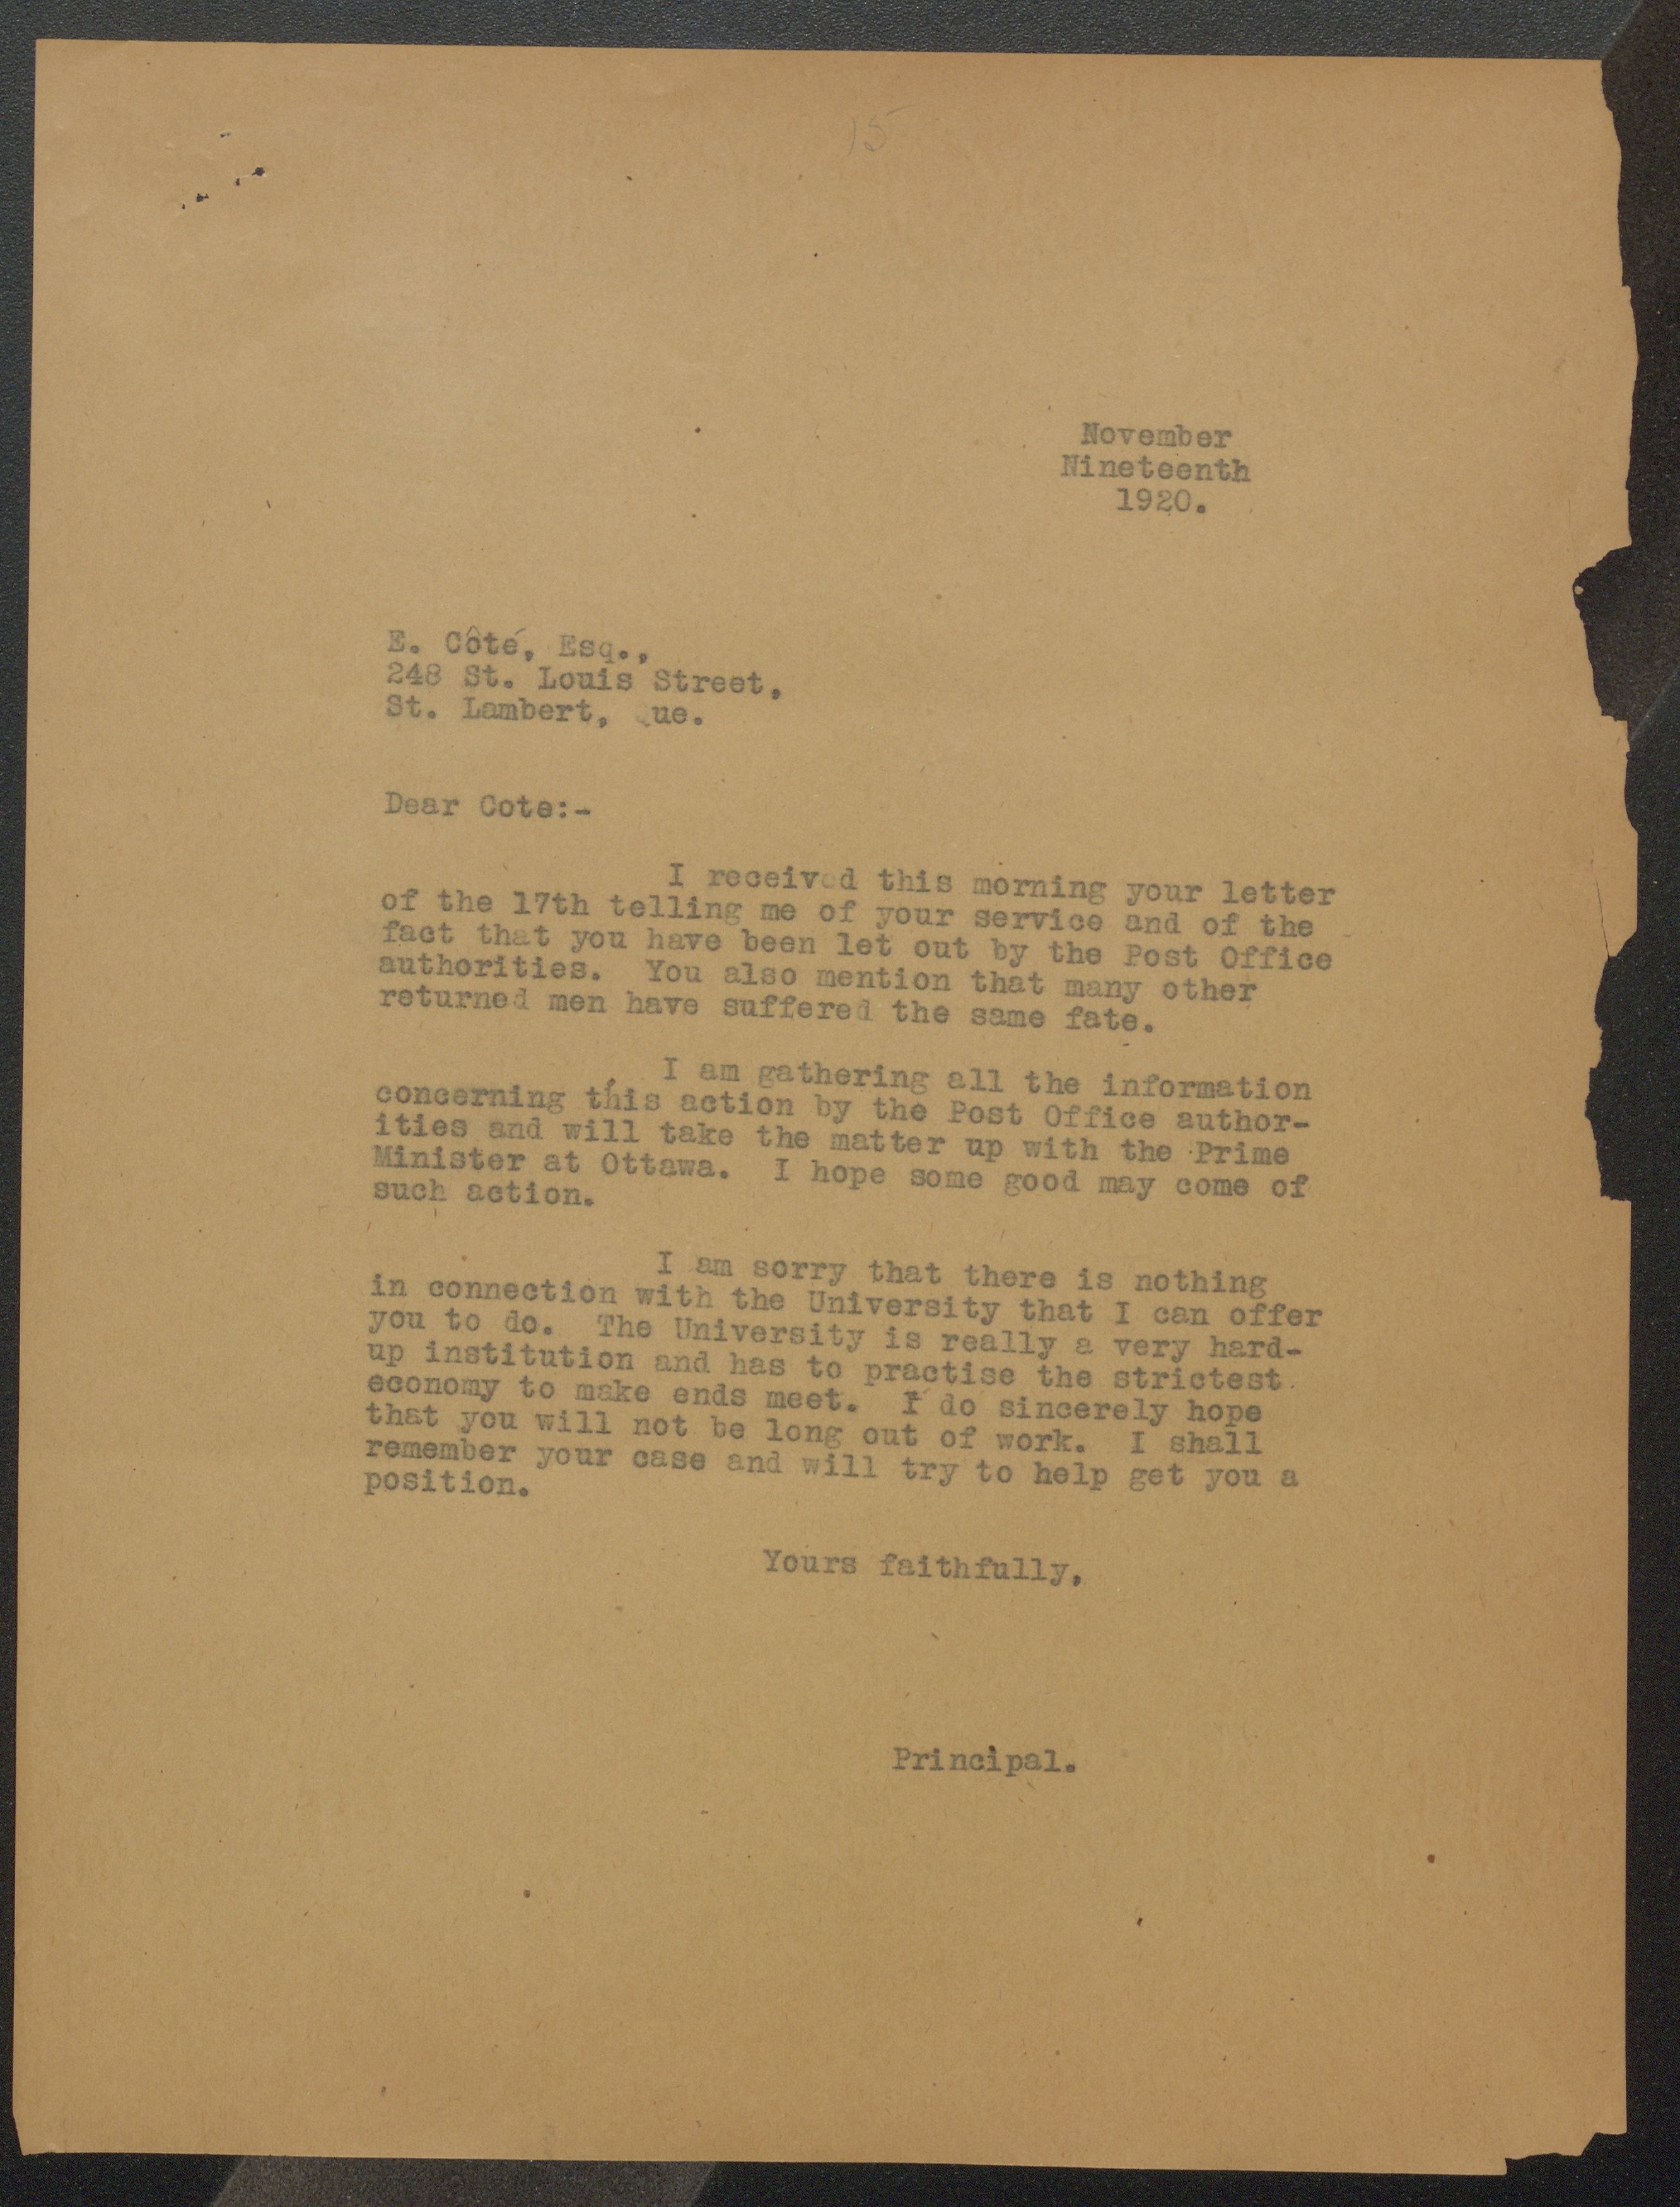 15
November
Nineteenth
1920.
E. Côté, Esq.,
248 St. Louis Street,
St. Lambert, Que.
Dear Cote:-
I received this morning your letter
of the 17th telling me of your service and of the
fact that you have been let out by the Post Office
authorities. You also mention that many other
returned men have suffered the same fate.
I am gathering all the information
concerning this action by the Post Office author-
ities and will take the matter up with the Prime
Minister at Ottawa. I hope some good may come of
such action.
I am sorry that there is nothing
in connection with the University that I can offer
you to do. The University is really a very hard-
up institution and has to practise the strictest
economy to make ends meet. I do sincerely hope
that you will not be long out of work. I shall
remember your case and will try to help get you a
position.
Yours faithfully,
Principal.